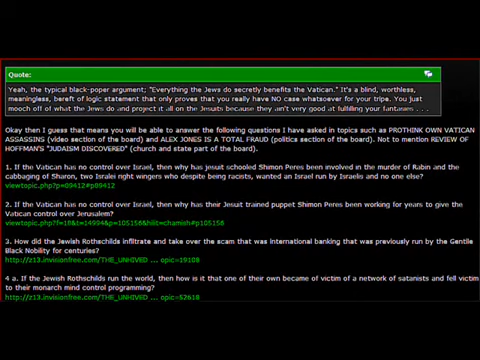 Quote:
Yeah, the typical black-poper argument; "Everything the Jews do secretly benefits the Vatican." It's a blind, worthless,
meaningless, bereft of logic statement that only proves that you really have NO case whatsoever for your tripe. You just
mooch off of what the Jews do and project it all on the Jesuits because they ain't very good at fulfilling your fantasies . . .
Okay then I guess that means you will be able to answer the following questions I have asked in topics such as PROTHINK OWN VATICAN
ASSASSINS (video section of the board) and ALEX JONES IS A TOTAL FRAUD (politics section of the board). Not to mention REVIEW OF
HOFFMAN'S "JUDAISM DISCOVERED" (church and state part of the board).
1. If the Vatican has no control over Israel, then why has jesuit schooled Shimon Peres been involved in the murder of Rabin and the
cabbaging of Sharon, two Isralei right wingers who despite being racists, wanted an Israel run by Israelis and no one else?
viewtopic.php?p=09412#p09412
2. If the Vatican has no control over Israel, then why has their Jesuit trained puppet Shimon Peres been working for years to give the
Vatican control over Jerusalem?
viewtopic.php?f=18&t=14994&p=105156&hilit=chamish#p105158
3. How did the Jewish Rothschilds infiltrate and take over the scam that was international banking that was previously run by the Gentile
Black Nobility for centuries?
http://z13.invisionfree.com/THE_UNHIVED ... opic=19108
4 a. If the Jewish Rothschilds run the world, then how is it that one of their own became of victim of a network of satanists and fell victim
to their monarch mind control programming?
http://z13.invisionfree.com/THE_UNHIVED ... opic=52618